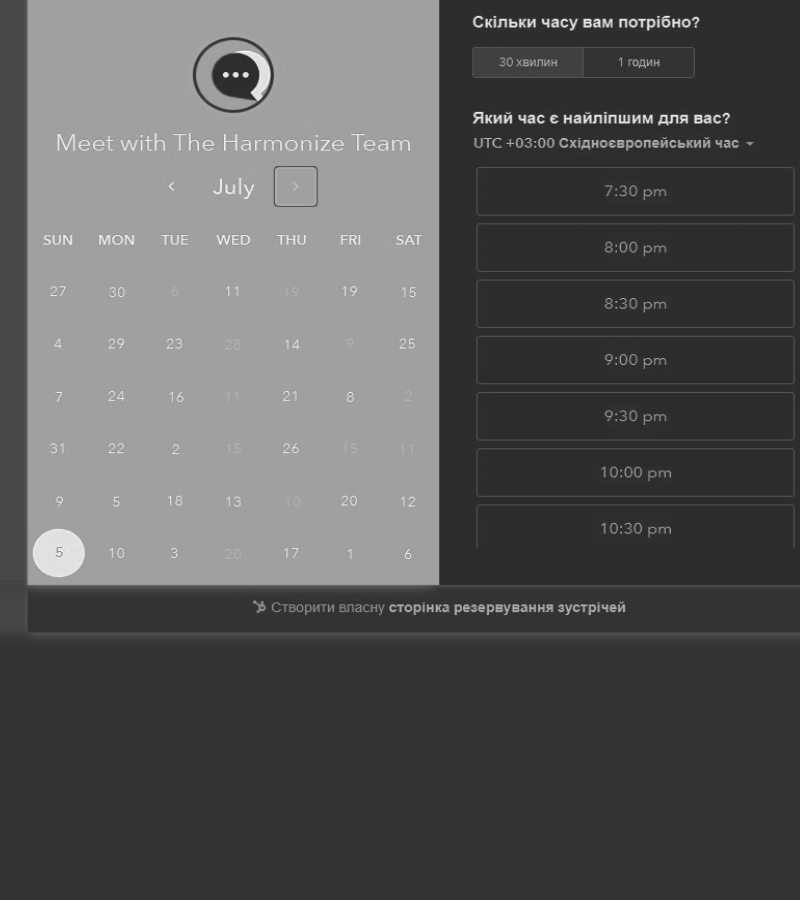 Meet with The Harmonize Team
July
SUN MON TUE WED THU FRI SAT
27 30 6 11 19 19 15
4 29 23 28 14 9 25
7 24 16 11 21 8 2
31 22 2 15 26 15 11
9 5 18 13 10 20 12
5 10 3 20 17 1 6
Скільки часу вам потрібно?
30 хвилин 1 годин
Який час є найліпшим для вас?
UTC +03:00 Східноєвропейський час
7:30 pm
8:00 pm
8:30 pm
9:00 pm
9:30 pm
10:00 pm
10:30 pm
Створити власну сторінка резервування зустрічей